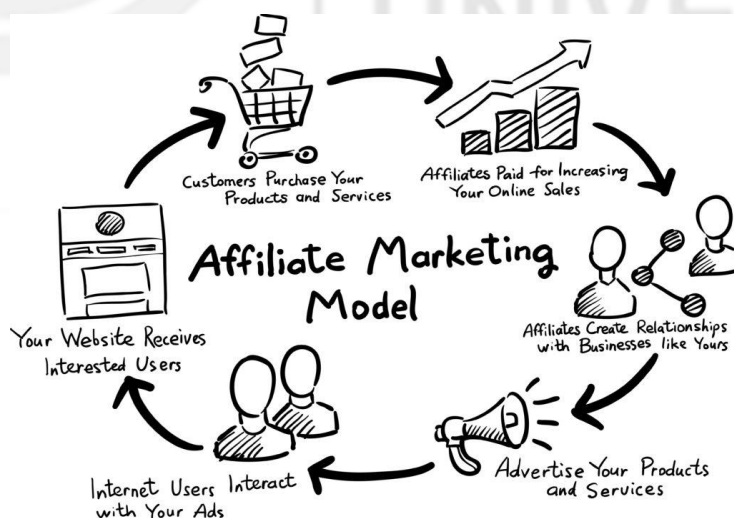 Customers Purchase Your
Products and Services
Affiliates Paid for Increasing
Your Online Sales
Affiliate Marketing
Model
Your Website Receives
Interested Users
Affiliates Create Relationships
with Businesses like Yours
Internet Users Interact
with Your Ads
Advertise Your Products
and Services